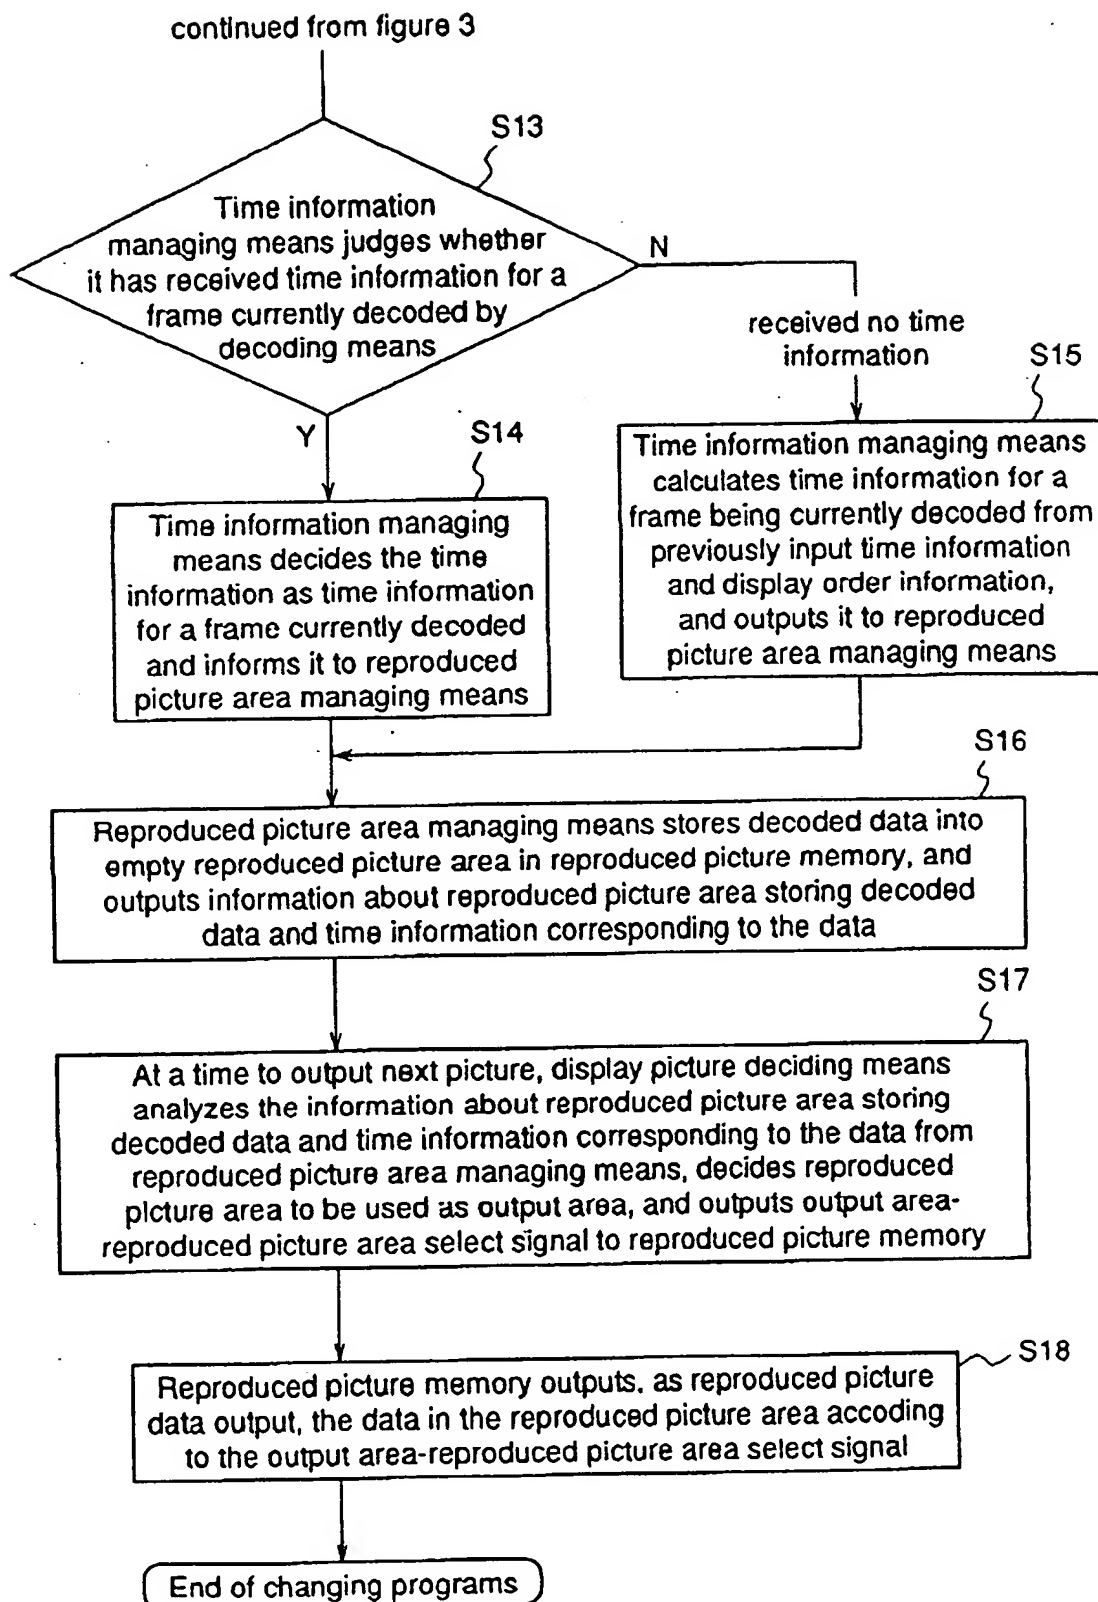 continued from figure 3
S13
Time information
managing means judges whether
it has received time information for a
frame currently decoded by
decoding means
N
received no time
information
S15
Y
S14
Time information managing
means decides the time
information as time information
for a frame currently decoded
and informs it to reproduced
picture area managing means
Time information managing means
calculates time information for a
frame being currently decoded from
previously input time information
and display order information,
and outputs it to reproduced
picture area managing means
S16
Reproduced picture area managing means stores decoded data into
empty reproduced picture area in reproduced picture memory, and
outputs information about reproduced picture area storing decoded
data and time information corresponding to the data
S17
At a time to output next picture, display picture deciding means
analyzes the information about reproduced picture area storing
decoded data and time information corresponding to the data from
reproduced picture area managing means, decides reproduced
picture area to be used as output area, and outputs output area-
reproduced picture area select signal to reproduced picture memory
S18
Reproduced picture memory outputs, as reproduced picture
data output, the data in the reproduced picture area accoding
to the output area-reproduced picture area select signal
End of changing programs